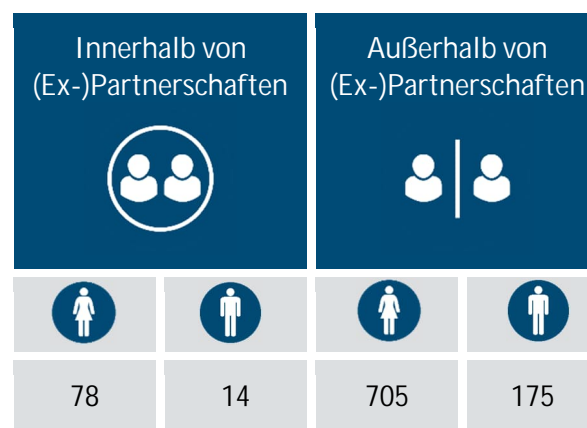 Innerhalb von
(Ex-)Partnerschaften
Außerhalb von
(Ex-)Partnerschaften
78 14 705 175